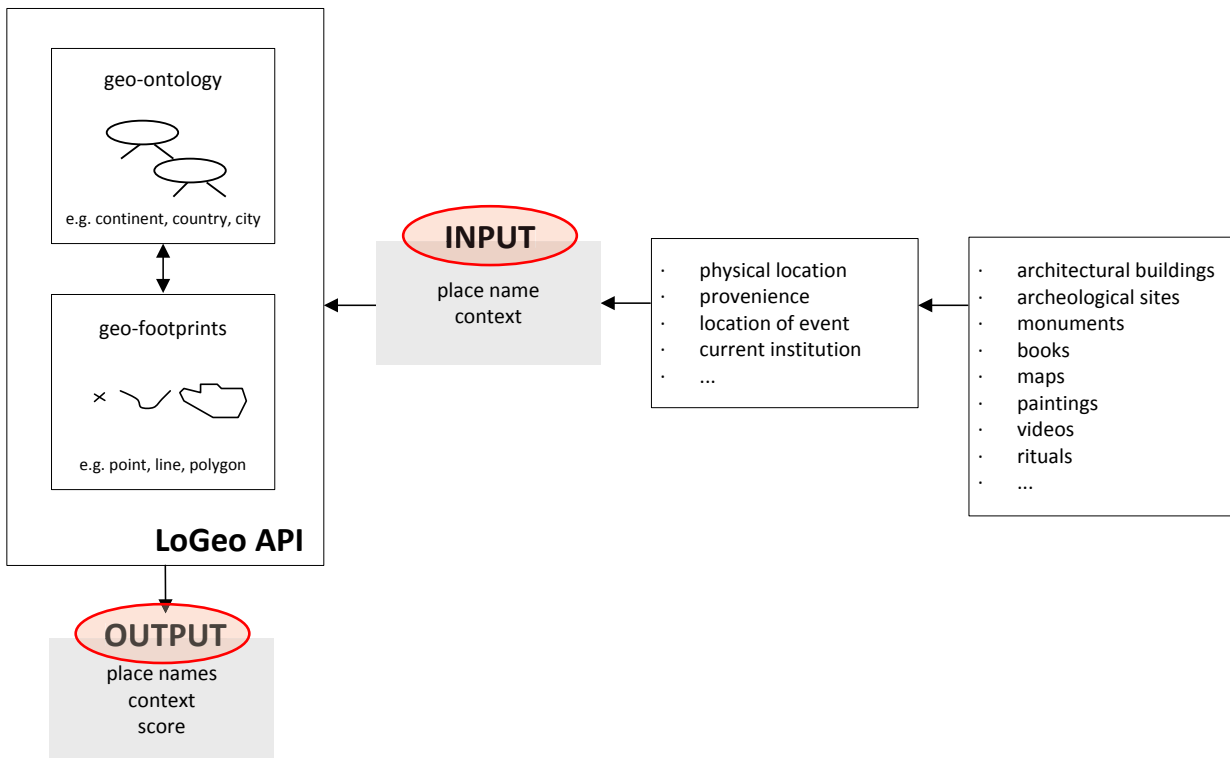 geo-ontology
e.g. continent, country, city
geo-footprints
e.g. point, line, polygon
LoGeo API
INPUT
place name
context
· physical location
· provenience
· location of event
· current institution
· ...
· architectural buildings
· archeological sites
· monuments
· books
· maps
· paintings
· videos
· rituals
· ...
OUTPUT
place names
context
score